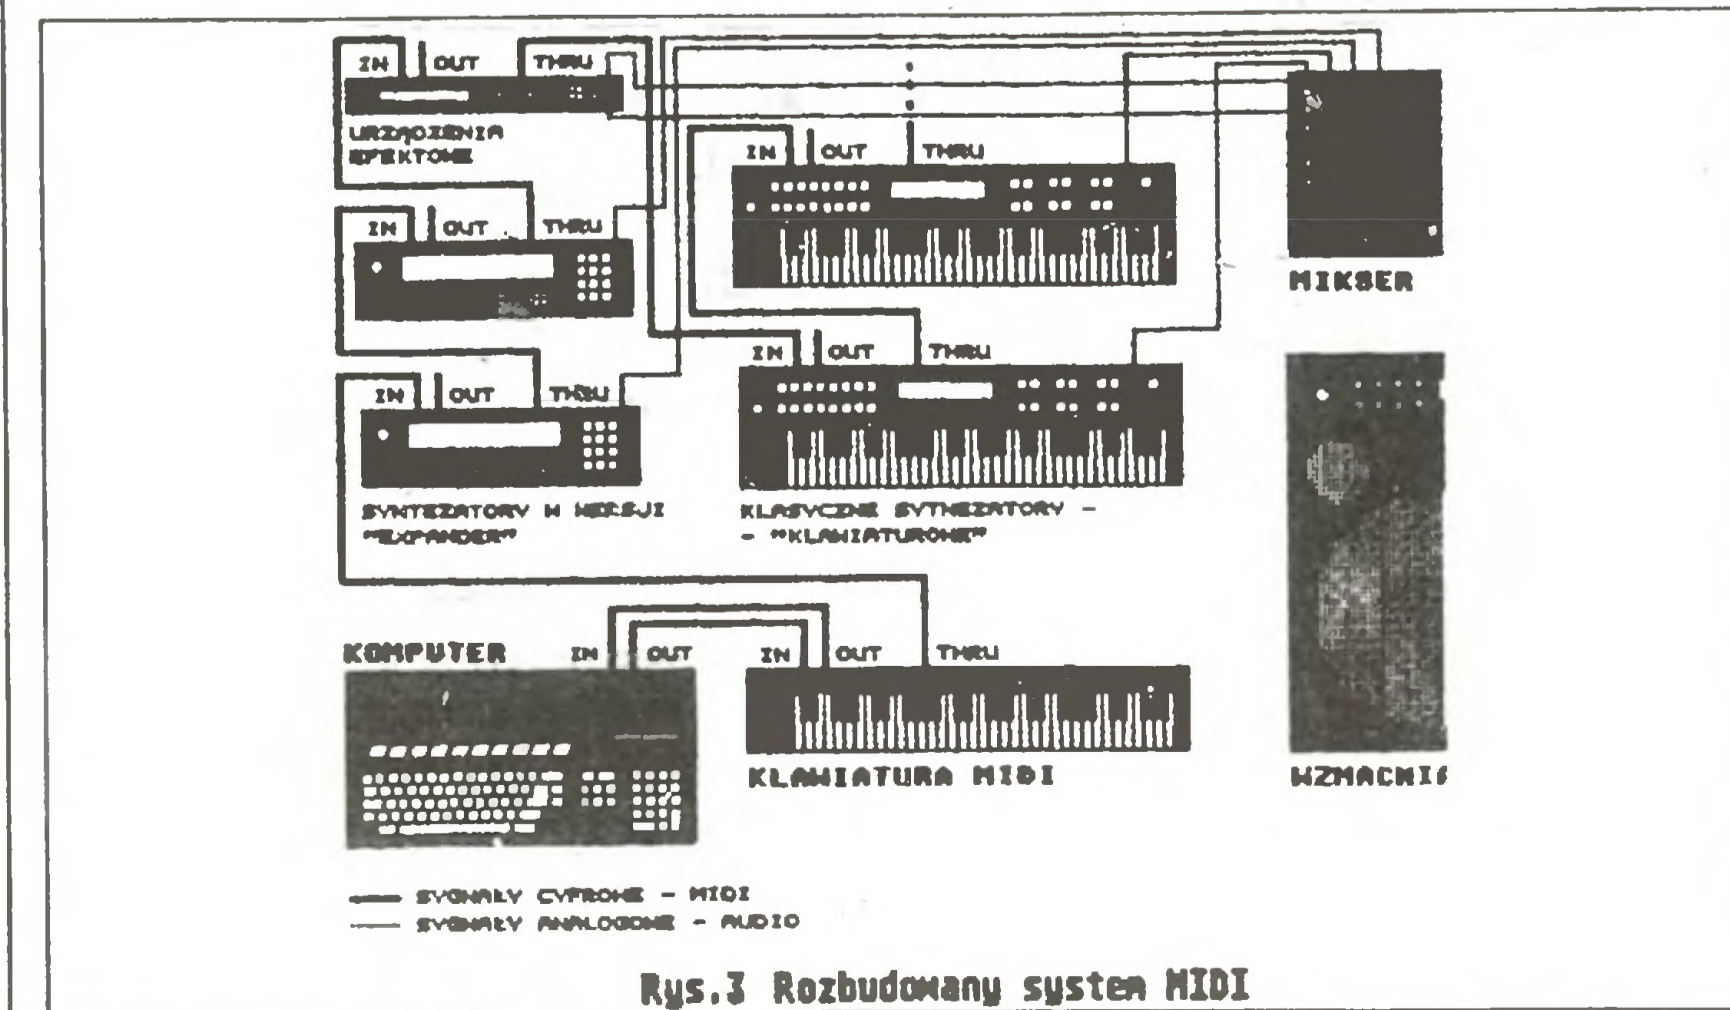 IN OUT THRU
URZĄDZENIA
EFEKTOWE
IN OUT THRU
IN OUT THRU
MIKSER
IN OUT THRU
IN OUT THRU
SYNTEZATORY W WERSJI
"EXPANDER"
KLASYCZNE SYTNEZATORY -
- "KLAWIATUROWE"
KOMPUTER
IN OUT
IN OUT THRU
KLAWIATURA MIDI
WZMACNIA
SYGNAŁY CYFROWE - MIDI
SYGNAŁY ANALOGOWE - AUDIO
Rys.3 Rozbudowany system MIDI